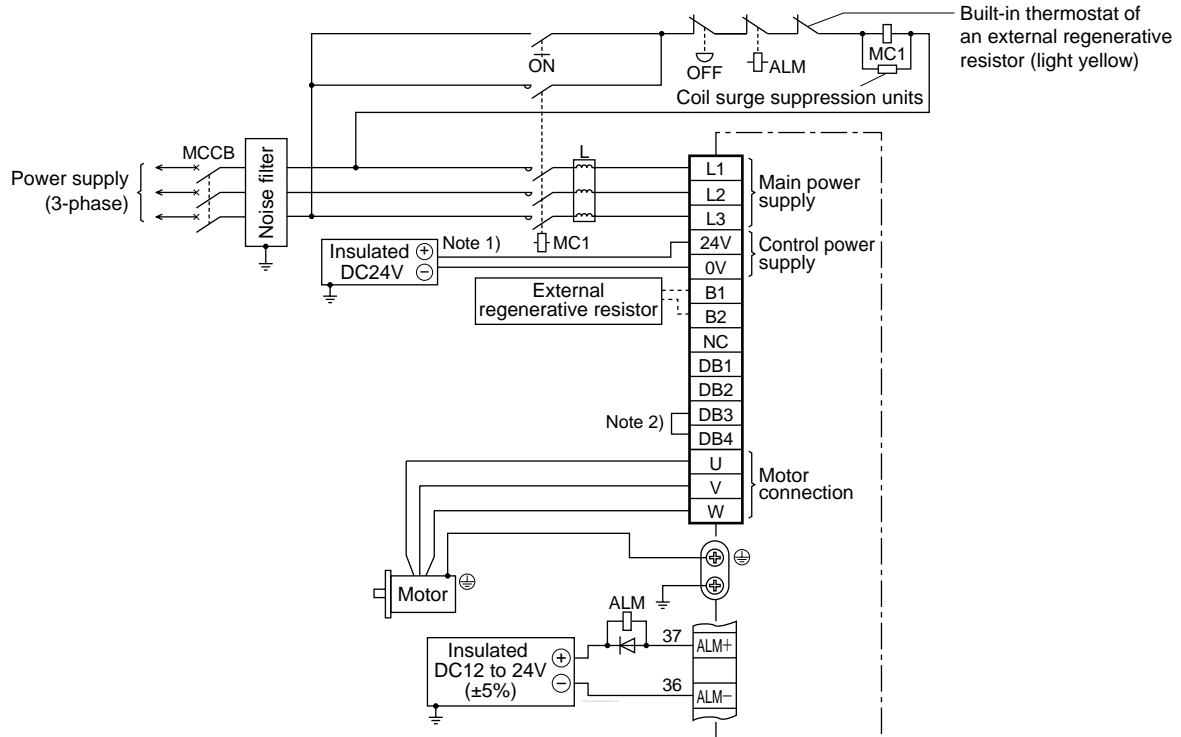 Built-in thermostat of
an external regenerative
resistor (light yellow)
ON
OFF
ALM
MC1
Coil surge suppression units
MCCB
Noise filter
L
Power supply
(3-phase)
L1
L2
L3
Main power
supply
Insulated
DC24V
+
−
Note 1)
MC1
24V
0V
Control power
supply
External
regenerative resistor
B1
B2
NC
DB1
DB2
Note 2)
DB3
DB4
U
V
W
Motor
connection
Motor
ALM
Insulated
DC12 to 24V
(±5%)
+
−
37
ALM+
36
ALM−